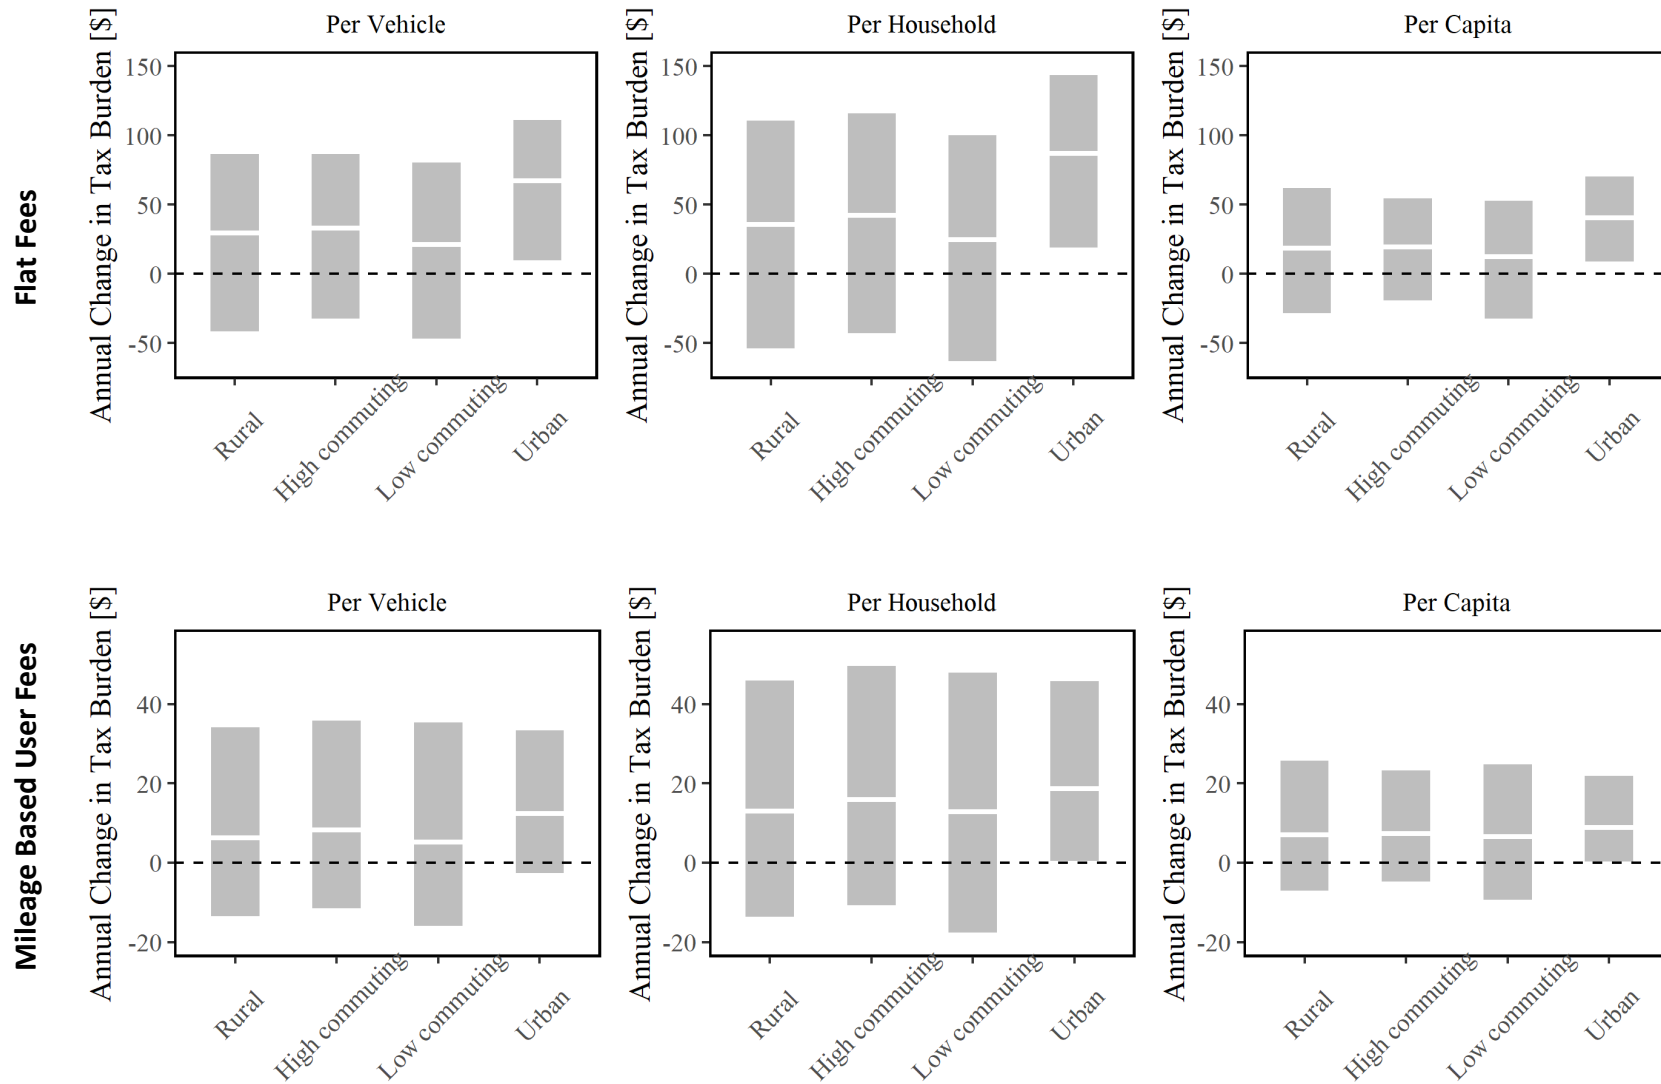 Flat Fees
Per Vehicle
Annual Change in Tax Burden [$]
150
100
50
0
-50
Rural
High commuting
Low commuting
Urban
Per Household
Annual Change in Tax Burden [$]
150
100
50
0
-50
Rural
High commuting
Low commuting
Urban
Per Capita
Annual Change in Tax Burden [$]
150
100
50
0
-50
Rural
High commuting
Low commuting
Urban
Mileage Based User Fees
Per Vehicle
Annual Change in Tax Burden [$]
40
20
0
-20
Rural
High commuting
Low commuting
Urban
Per Household
Annual Change in Tax Burden [$]
40
20
0
-20
Rural
High commuting
Low commuting
Urban
Per Capita
Annual Change in Tax Burden [$]
40
20
0
-20
Rural
High commuting
Low commuting
Urban